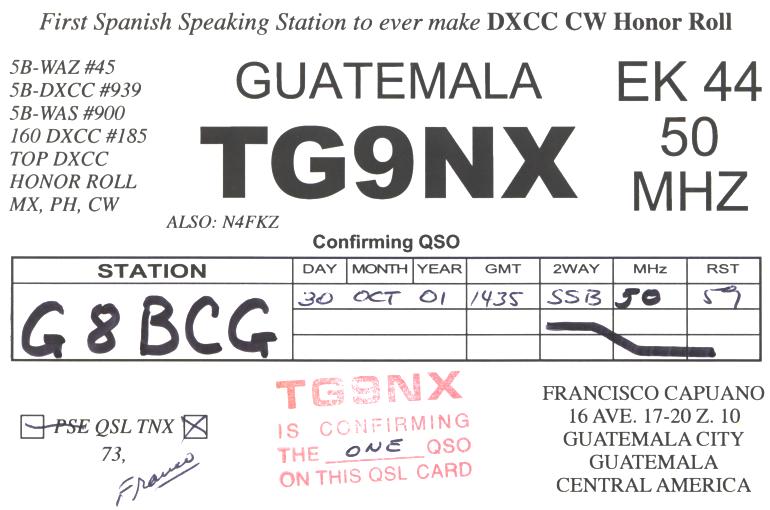 First Spanish Speaking Station to ever make DXCC CW Honor Roll
5B-WAZ #45
5B-DXCC #939
5B-WAS #900
160 DXCC #185
TOP DXCC
HONOR ROLL
MX, PH, CW
GUATEMALA
TG9NX
ALSO: N4FKZ
EK 44
50
MHZ
Confirming QSO
STATION DAY MONTH YEAR GMT 2WAY MHz RST
G8BCG 30 OCT 01 1435 SSB 50 59
PSE QSL TNX
73,
Franco
TG9NX
IS CONFIRMING
THE ONE QSO
ON THIS QSL CARD
FRANCISCO CAPUANO
16 AVE. 17-20 Z. 10
GUATEMALA CITY
GUATEMALA
CENTRAL AMERICA